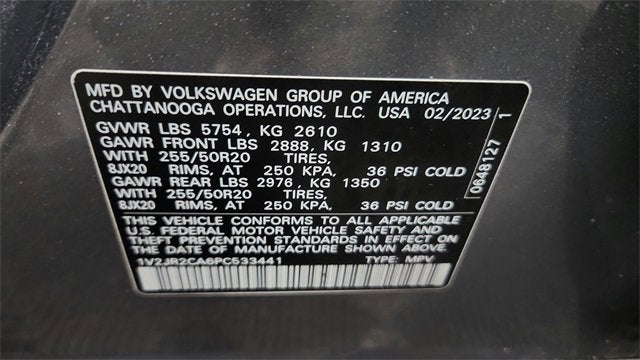 MFD BY VOLKSWAGEN GROUP OF AMERICA
CHATTANOOGA OPERATIONS, LLC. USA 02/2023
GVWR LBS 5754, KG 2610
GAWR FRONT LBS 2888, KG 1310
WITH 255/50R20 TIRES,
8JX20 RIMS, AT 250 KPA, 36 PSI COLD
GAWR REAR LBS 2976, KG 1350
WITH 255/50R20 TIRES,
8JX20 RIMS, AT 250 KPA, 36 PSI COLD
THIS VEHICLE CONFORMS TO ALL APPLICABLE
U.S. FEDERAL MOTOR VEHICLE SAFETY AND
THEFT PREVENTION STANDARDS IN EFFECT ON
THE DATE OF MANUFACTURE SHOWN ABOVE.
1V2JR2CA6PC533441 TYPE: MPV
0648127 1